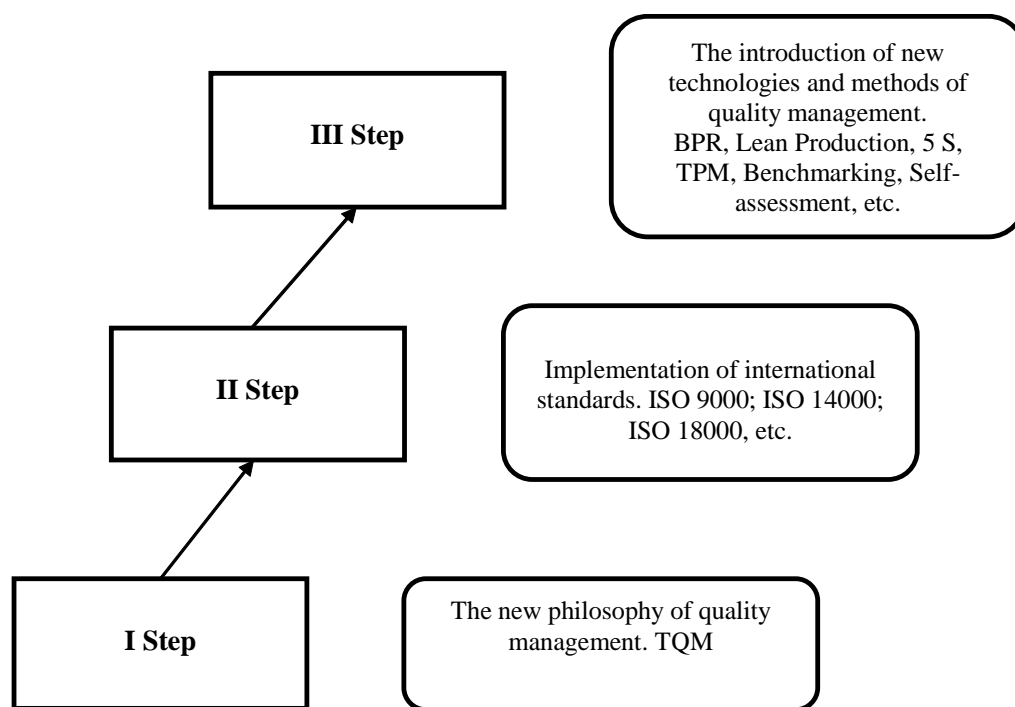 The introduction of new
technologies and methods of
quality management.
BPR, Lean Production, 5 S,
TPM, Benchmarking, Self-
assessment, etc.
III Step
Implementation of international
standards. ISO 9000; ISO 14000;
ISO 18000, etc.
II Step
The new philosophy of quality
management. TQM
I Step